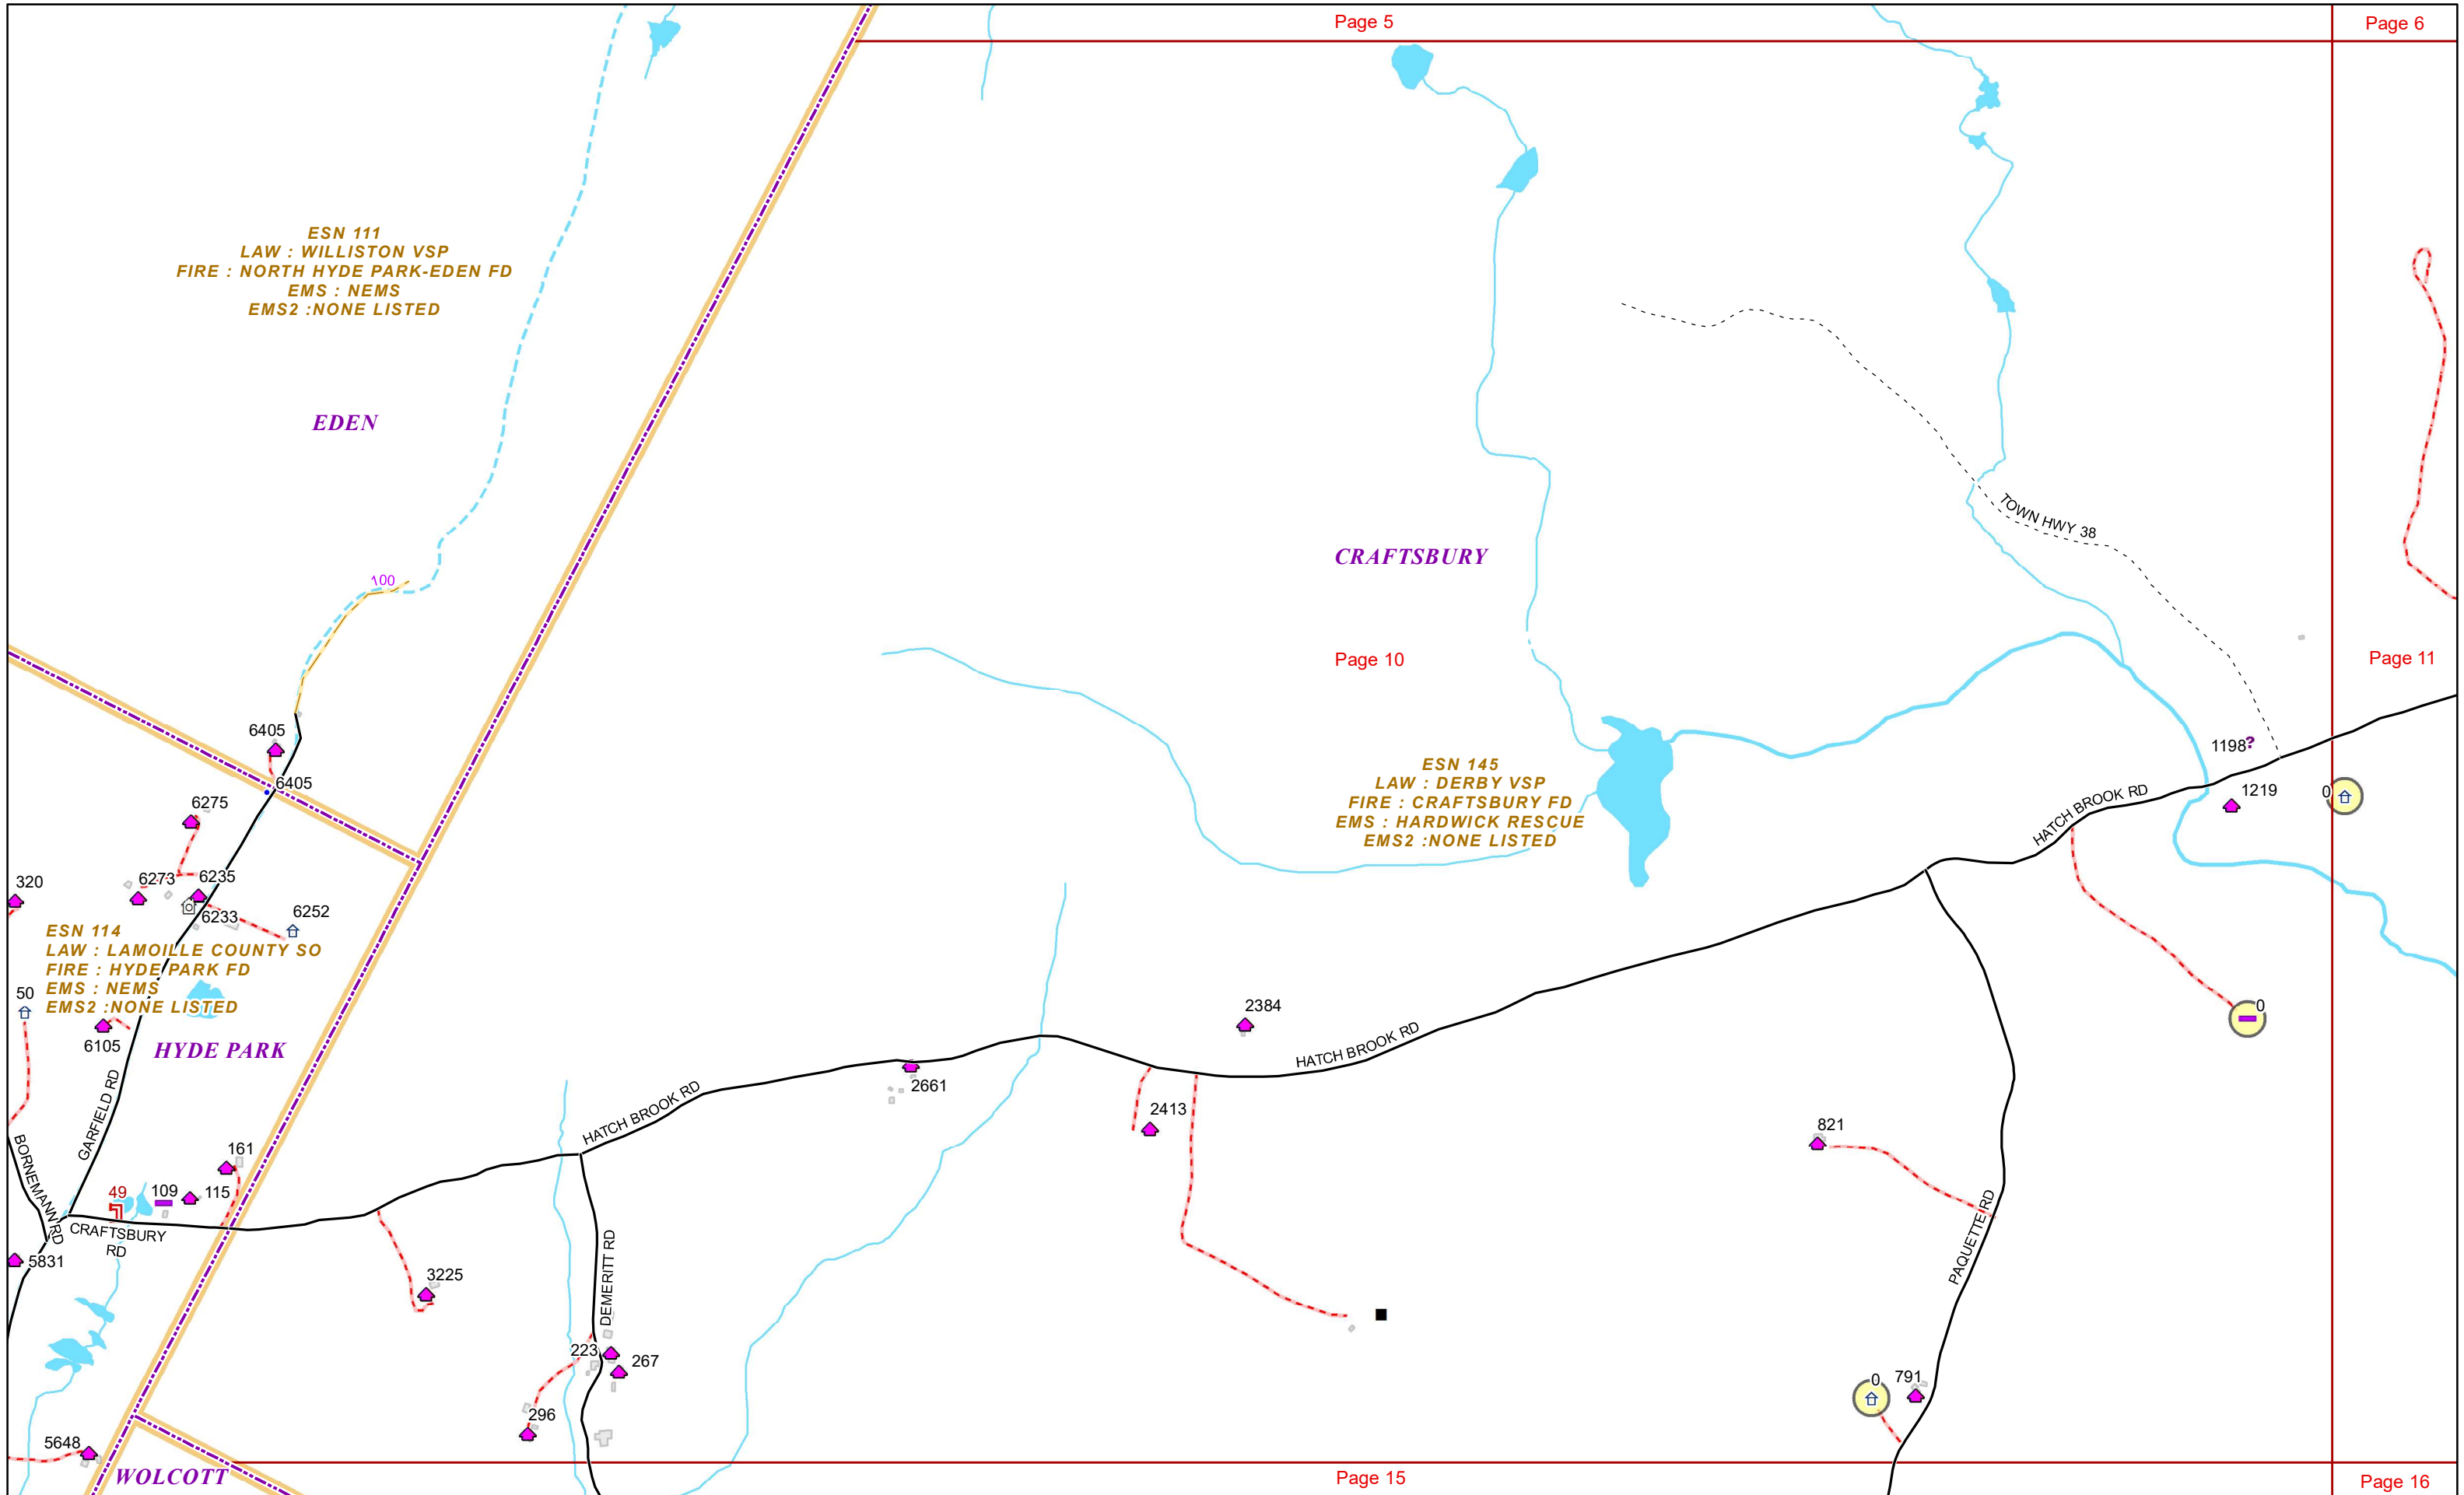 Page 5
Page 6
ESN 111
LAW : WILLISTON VSP
FIRE : NORTH HYDE PARK-EDEN FD
EMS : NEMS
EMS2 :NONE LISTED
EDEN
TOWN HWY 38
CRAFTSBURY
100
Page 10
Page 11
6405
1198?
6405
ESN 145
LAW : DERBY VSP
FIRE : CRAFTSBURY FD
EMS : HARDWICK RESCUE
EMS2 :NONE LISTED
HATCH BROOK RD
1219
0
6275
320
6273
6235
6233
6252
ESN 114
LAW : LAMOILLE COUNTY SO
FIRE : HYDE PARK FD
EMS : NEMS
EMS2 :NONE LISTED
50
6105
HYDE PARK
2384
0
HATCH BROOK RD
2661
HATCH BROOK RD
2413
821
GARFIELD RD
BORNEMANN RD
161
49
109
115
CRAFTSBURY
RD
5831
3225
DEMERITT RD
PAQUETTE RD
223
267
296
0
791
5648
WOLCOTT
Page 15
Page 16